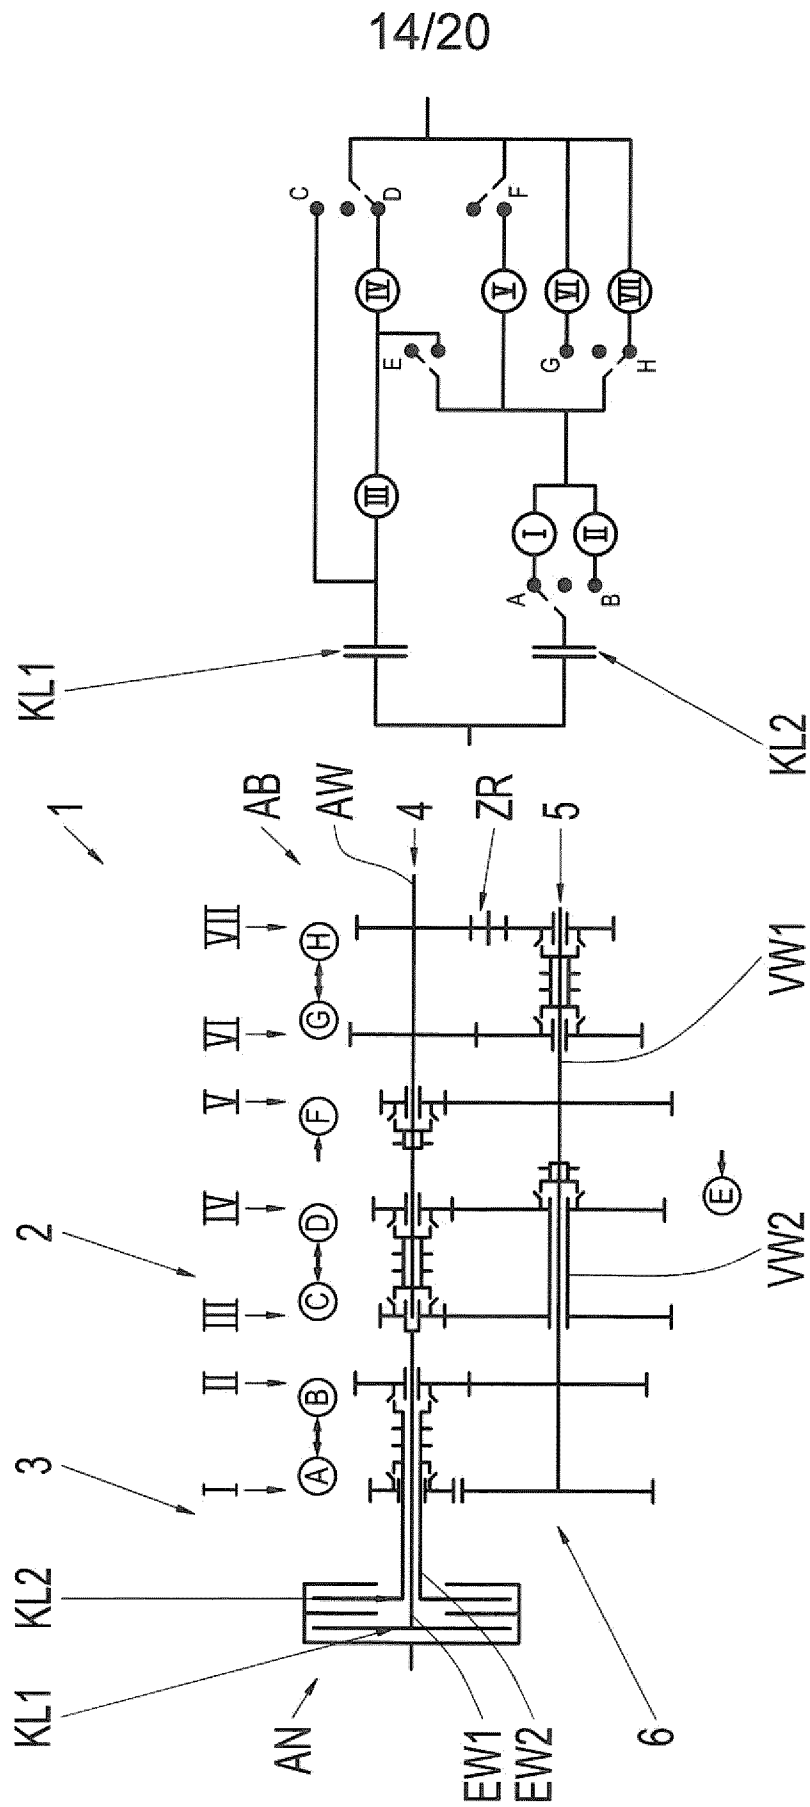 14/20
1
2
3
KL1
KL2
AN
AB
AW
4
ZR
5
6
I
II
III
IV
V
VI
VII
A
B
C
D
F
G
H
E
EW1
EW2
VW2
VW1
KL1
KL2
A
B
I
II
III
E
C
IV
D
V
F
VI
G
VII
H